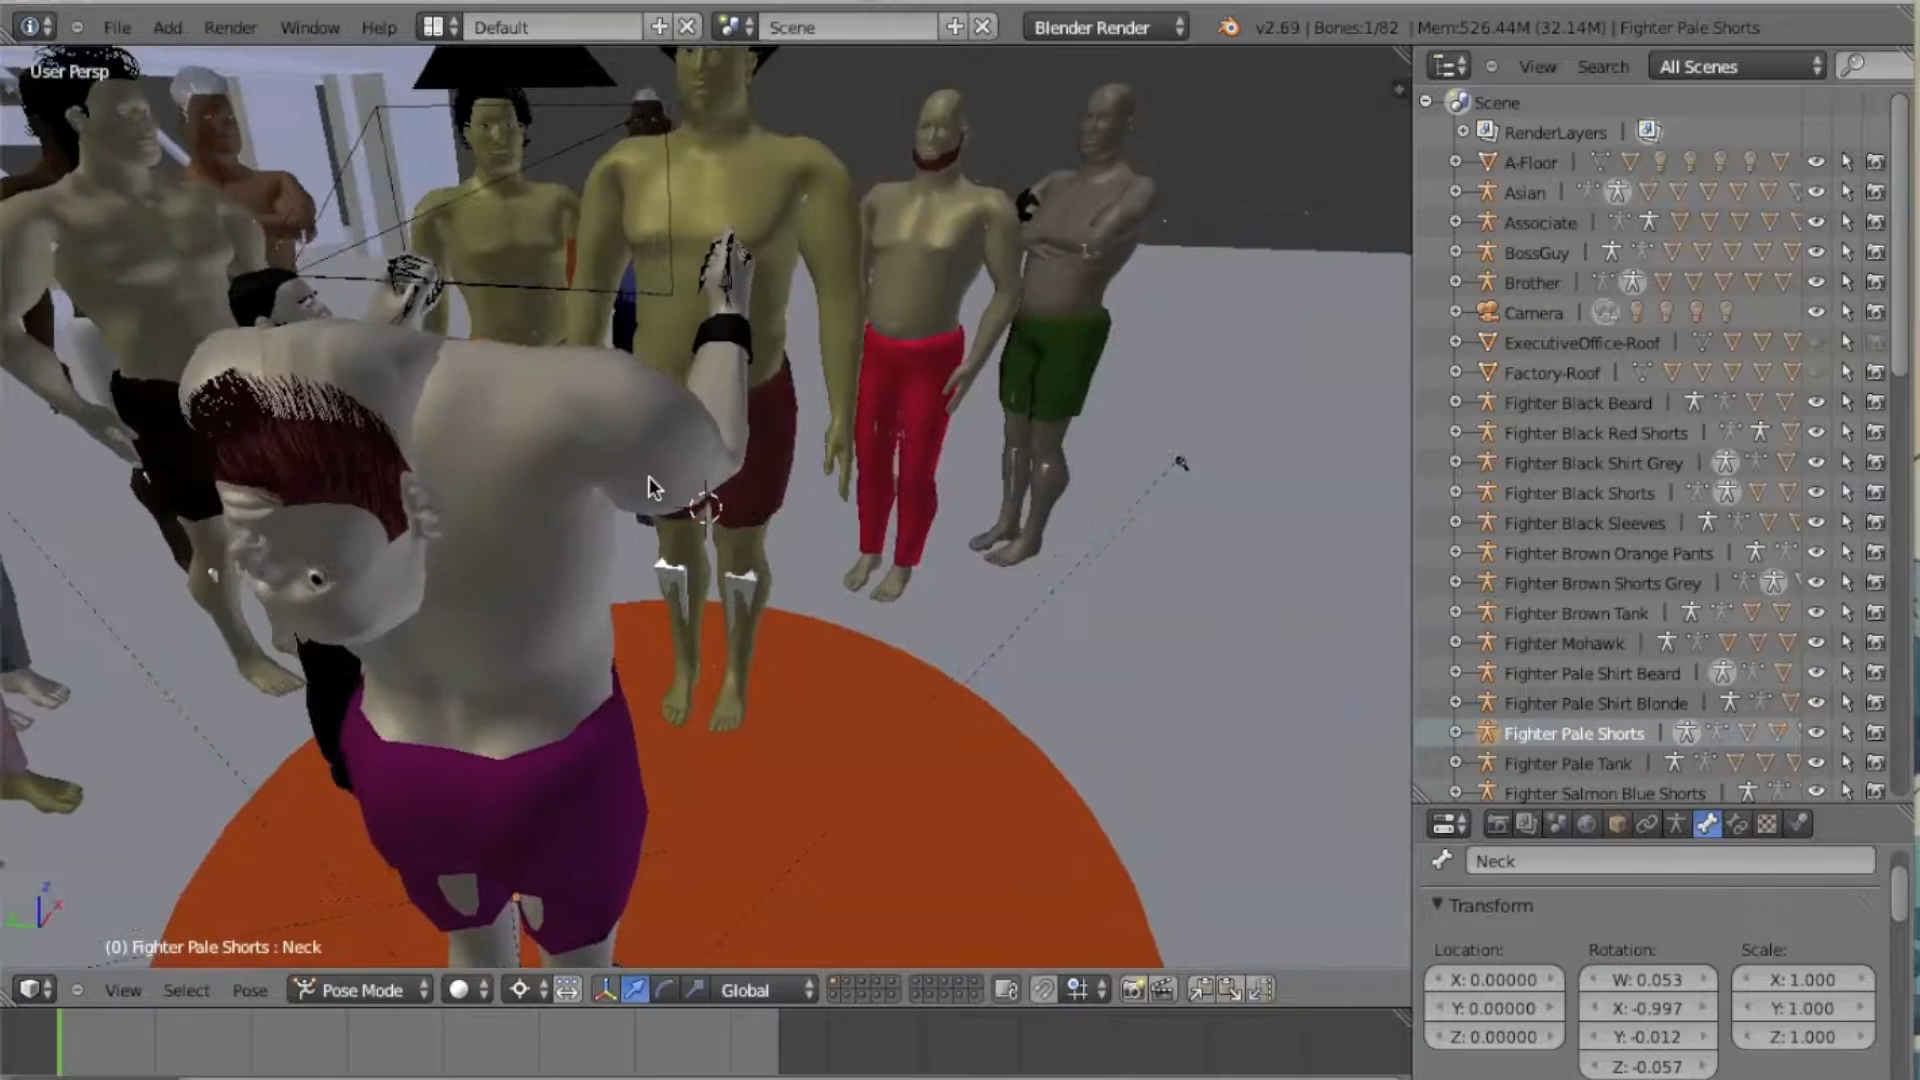 File Add Render Window Help Default Scene Blender Render v2.69 | Bones:1/82 | Mem:526.44M (32.14M) | Fighter Pale Shorts
User Persp
View Search All Scenes
Scene
RenderLayers |
A-Floor |
Asian |
Associate |
BossGuy |
Brother |
Camera |
ExecutiveOffice-Roof |
Factory-Roof |
Fighter Black Beard |
Fighter Black Red Shorts |
Fighter Black Shirt Grey |
Fighter Black Shorts |
Fighter Black Sleeves |
Fighter Brown Orange Pants |
Fighter Brown Shorts Grey |
Fighter Brown Tank |
Fighter Mohawk |
Fighter Pale Shirt Beard |
Fighter Pale Shirt Blonde |
Fighter Pale Shorts |
Fighter Pale Tank |
Fighter Salmon Blue Shorts |
Neck
Transform
Location: Rotation: Scale:
X: 0.00000 W: 0.053 X: 1.000
Y: 0.00000 X: -0.997 Y: 1.000
Z: 0.00000 Y: -0.012 Z: 1.000
Z: -0.057
(0) Fighter Pale Shorts : Neck
View Select Pose Pose Mode Global